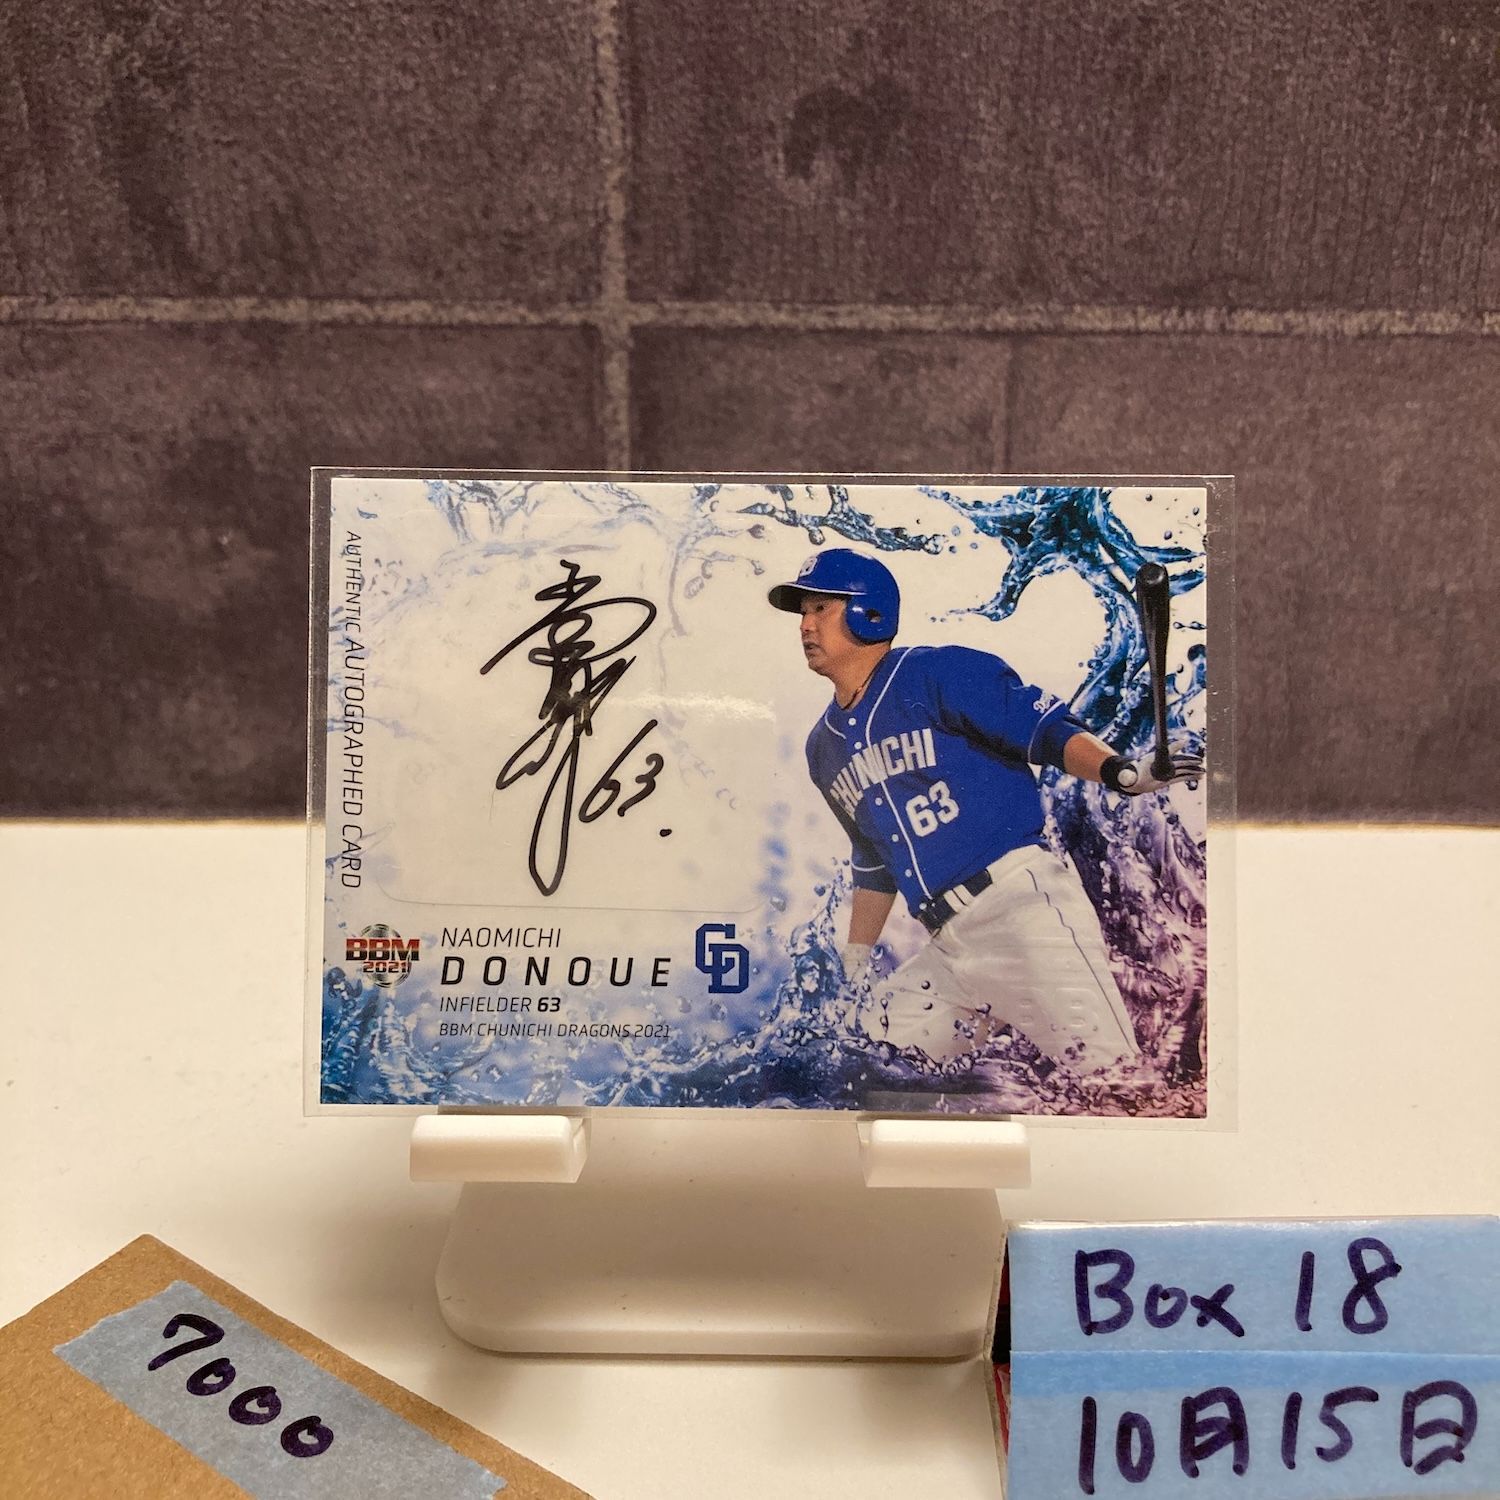 AUTHENTIC AUTOGRAPHED CARD
63.
CHUNICHI
63
BBM
2021
NAOMICHI
DONOUE
CD
INFIELDER 63
BBM CHUNICHI DRAGONS 2021
7000
Box 18
10月15日